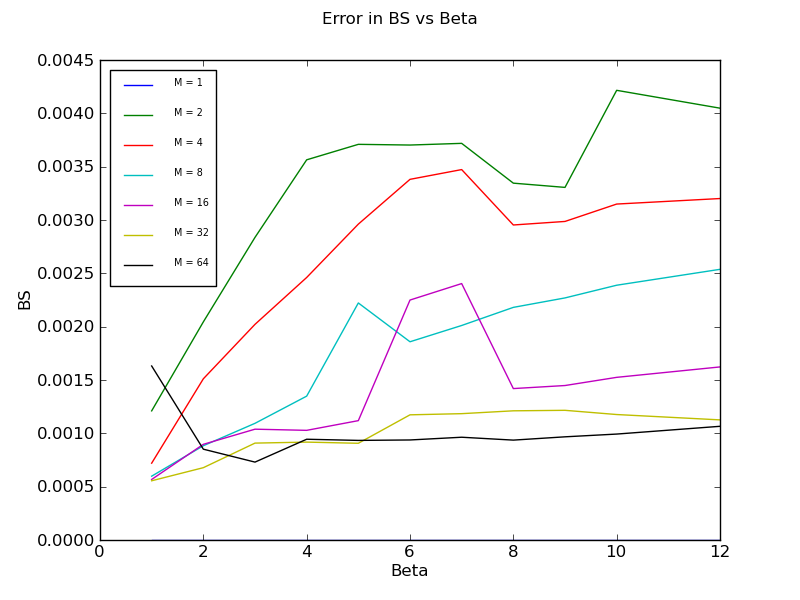 Error in BS vs Beta
0.0045
0.0040
0.0035
0.0030
0.0025
0.0020
0.0015
0.0010
0.0005
0.0000
BS
M = 1
M = 2
M = 4
M = 8
M = 16
M = 32
M = 64
0 2 4 6 8 10 12
Beta